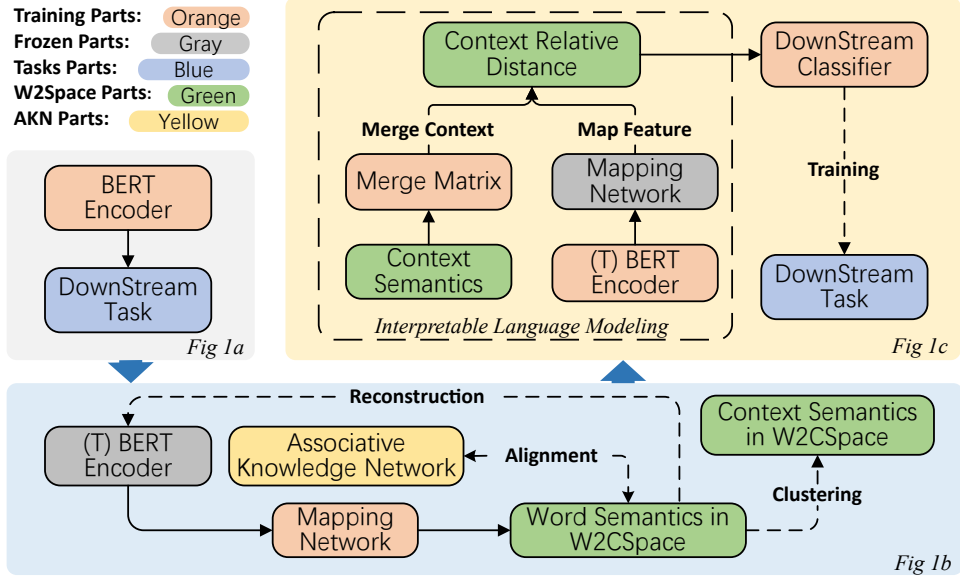 Training Parts: Orange
Frozen Parts: Gray
Tasks Parts: Blue
W2Space Parts: Green
AKN Parts: Yellow
BERT
Encoder
DownStream
Task
Fig 1a
Context Relative
Distance
DownStream
Classifier
Merge Context
Map Feature
Merge Matrix
Mapping
Network
Training
Context
Semantics
(T) BERT
Encoder
DownStream
Task
Interpretable Language Modeling
Fig 1c
Reconstruction
(T) BERT
Encoder
Associative
Knowledge Network
Alignment
Context Semantics
in W2CSpace
Clustering
Mapping
Network
Word Semantics in
W2CSpace
Fig 1b